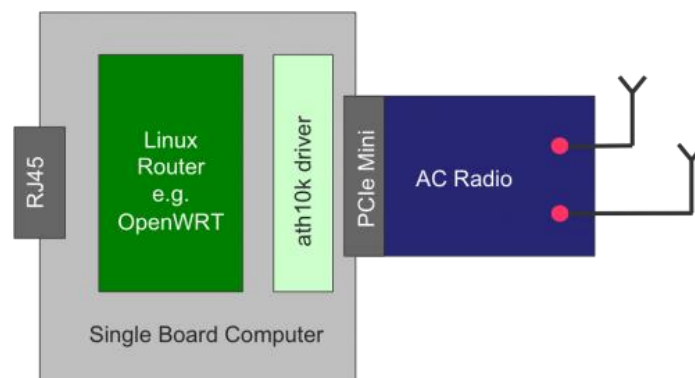 RJ45
Linux
Router
e.g.
OpenWRT
ath10k driver
PCIe Mini
AC Radio
Single Board Computer